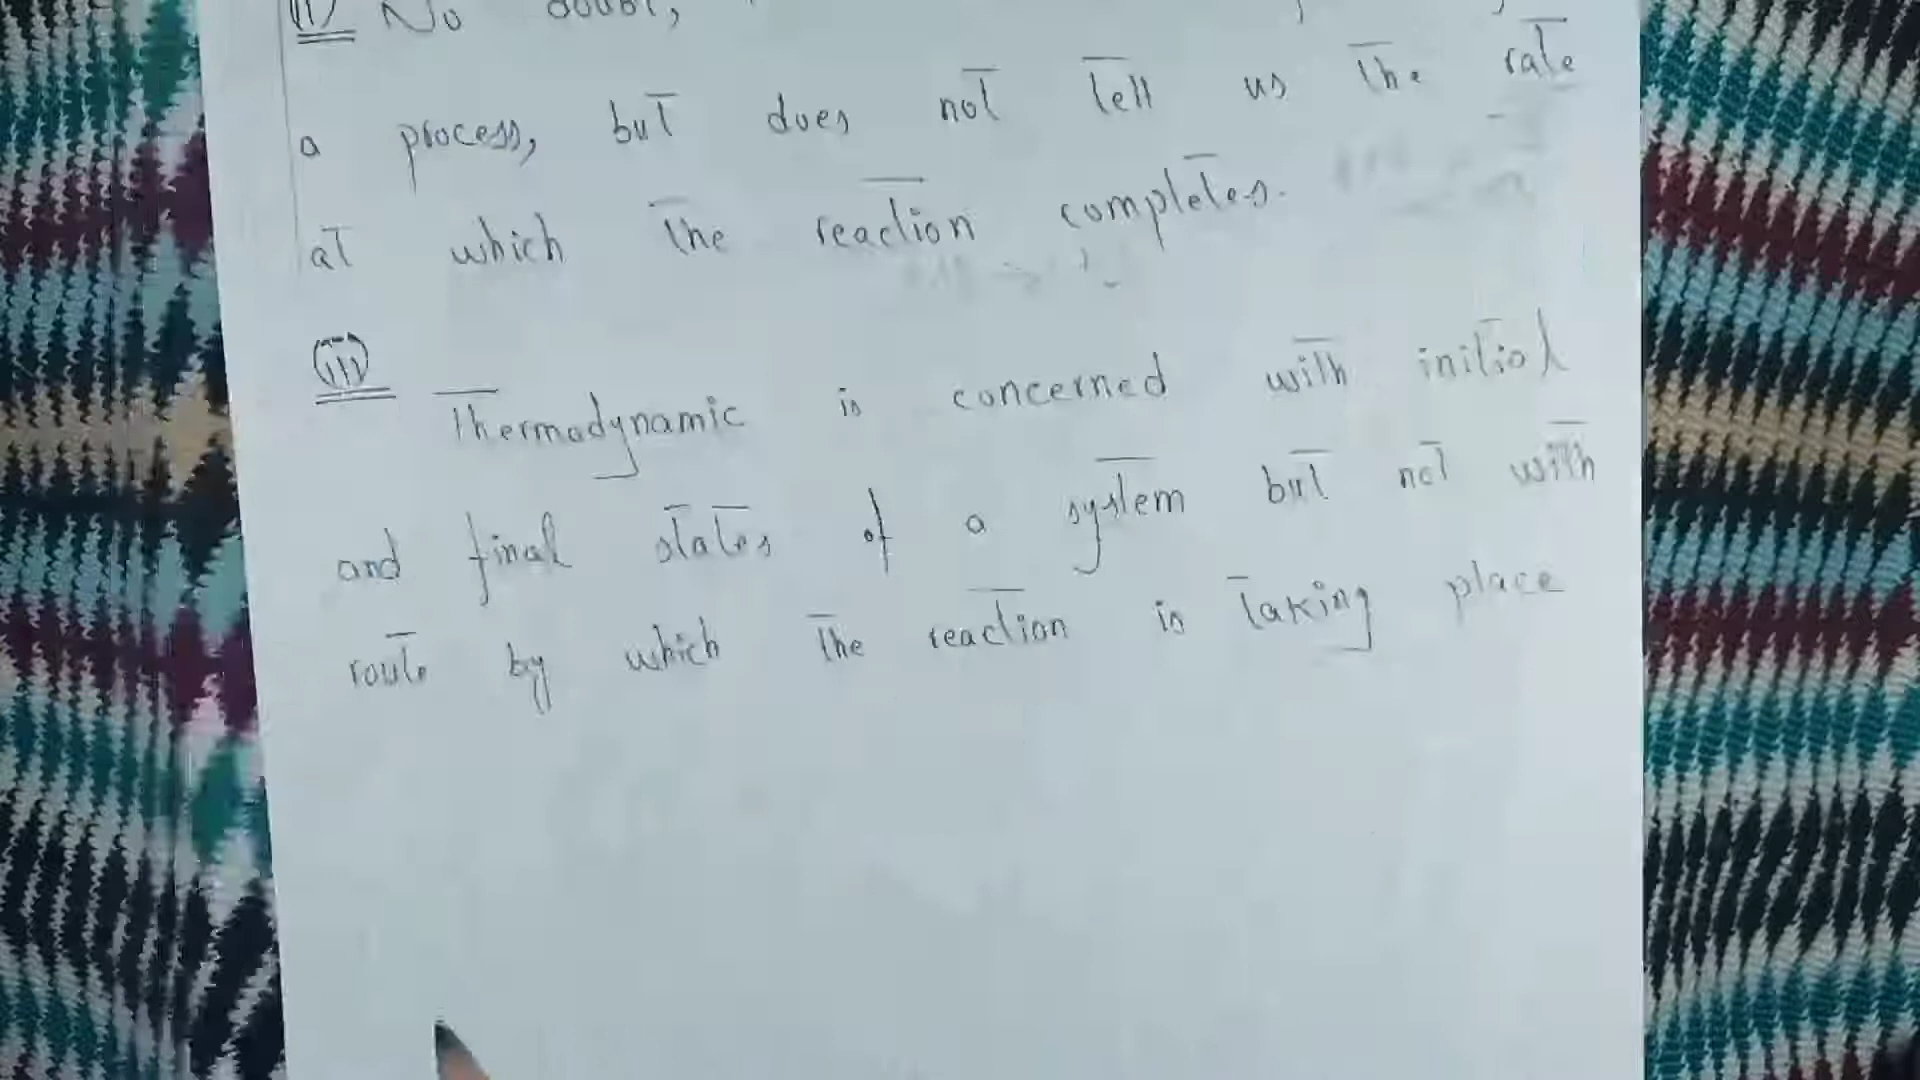 (ii) No doubt,
a process, but does not tell us the rate
at which the reaction completes.
(iii) Thermodynamic is concerned with initial
and final states of a system but not with
route by which the reaction is taking place